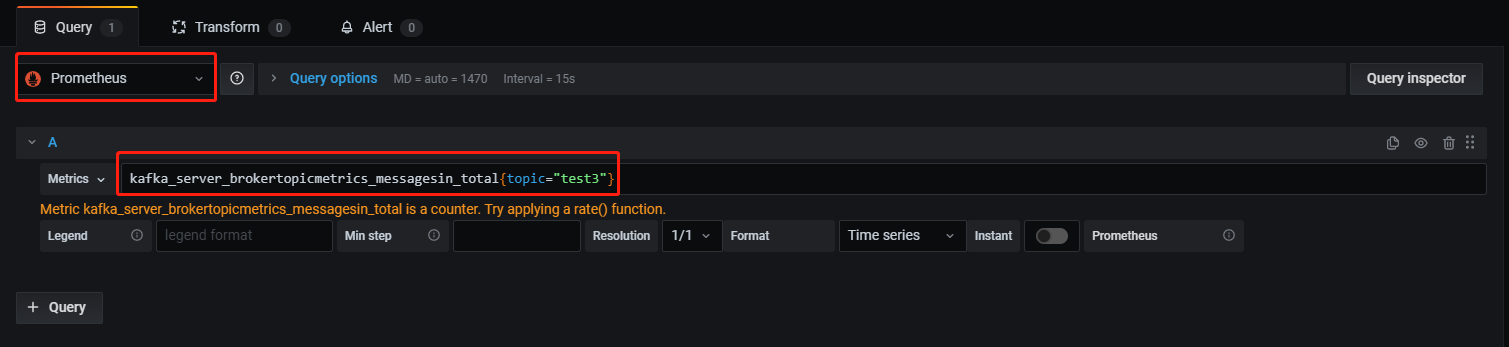 Query 1 Transform 0 Alert 0
Prometheus ? > Query options MD = auto = 1470 Interval = 15s Query inspector
A
Metrics kafka_server_brokertopicmetrics_messagesin_total{topic="test3"}
Metric kafka_server_brokertopicmetrics_messagesin_total is a counter. Try applying a rate() function.
Legend legend format Min step Resolution 1/1 Format Time series Instant Prometheus
+ Query